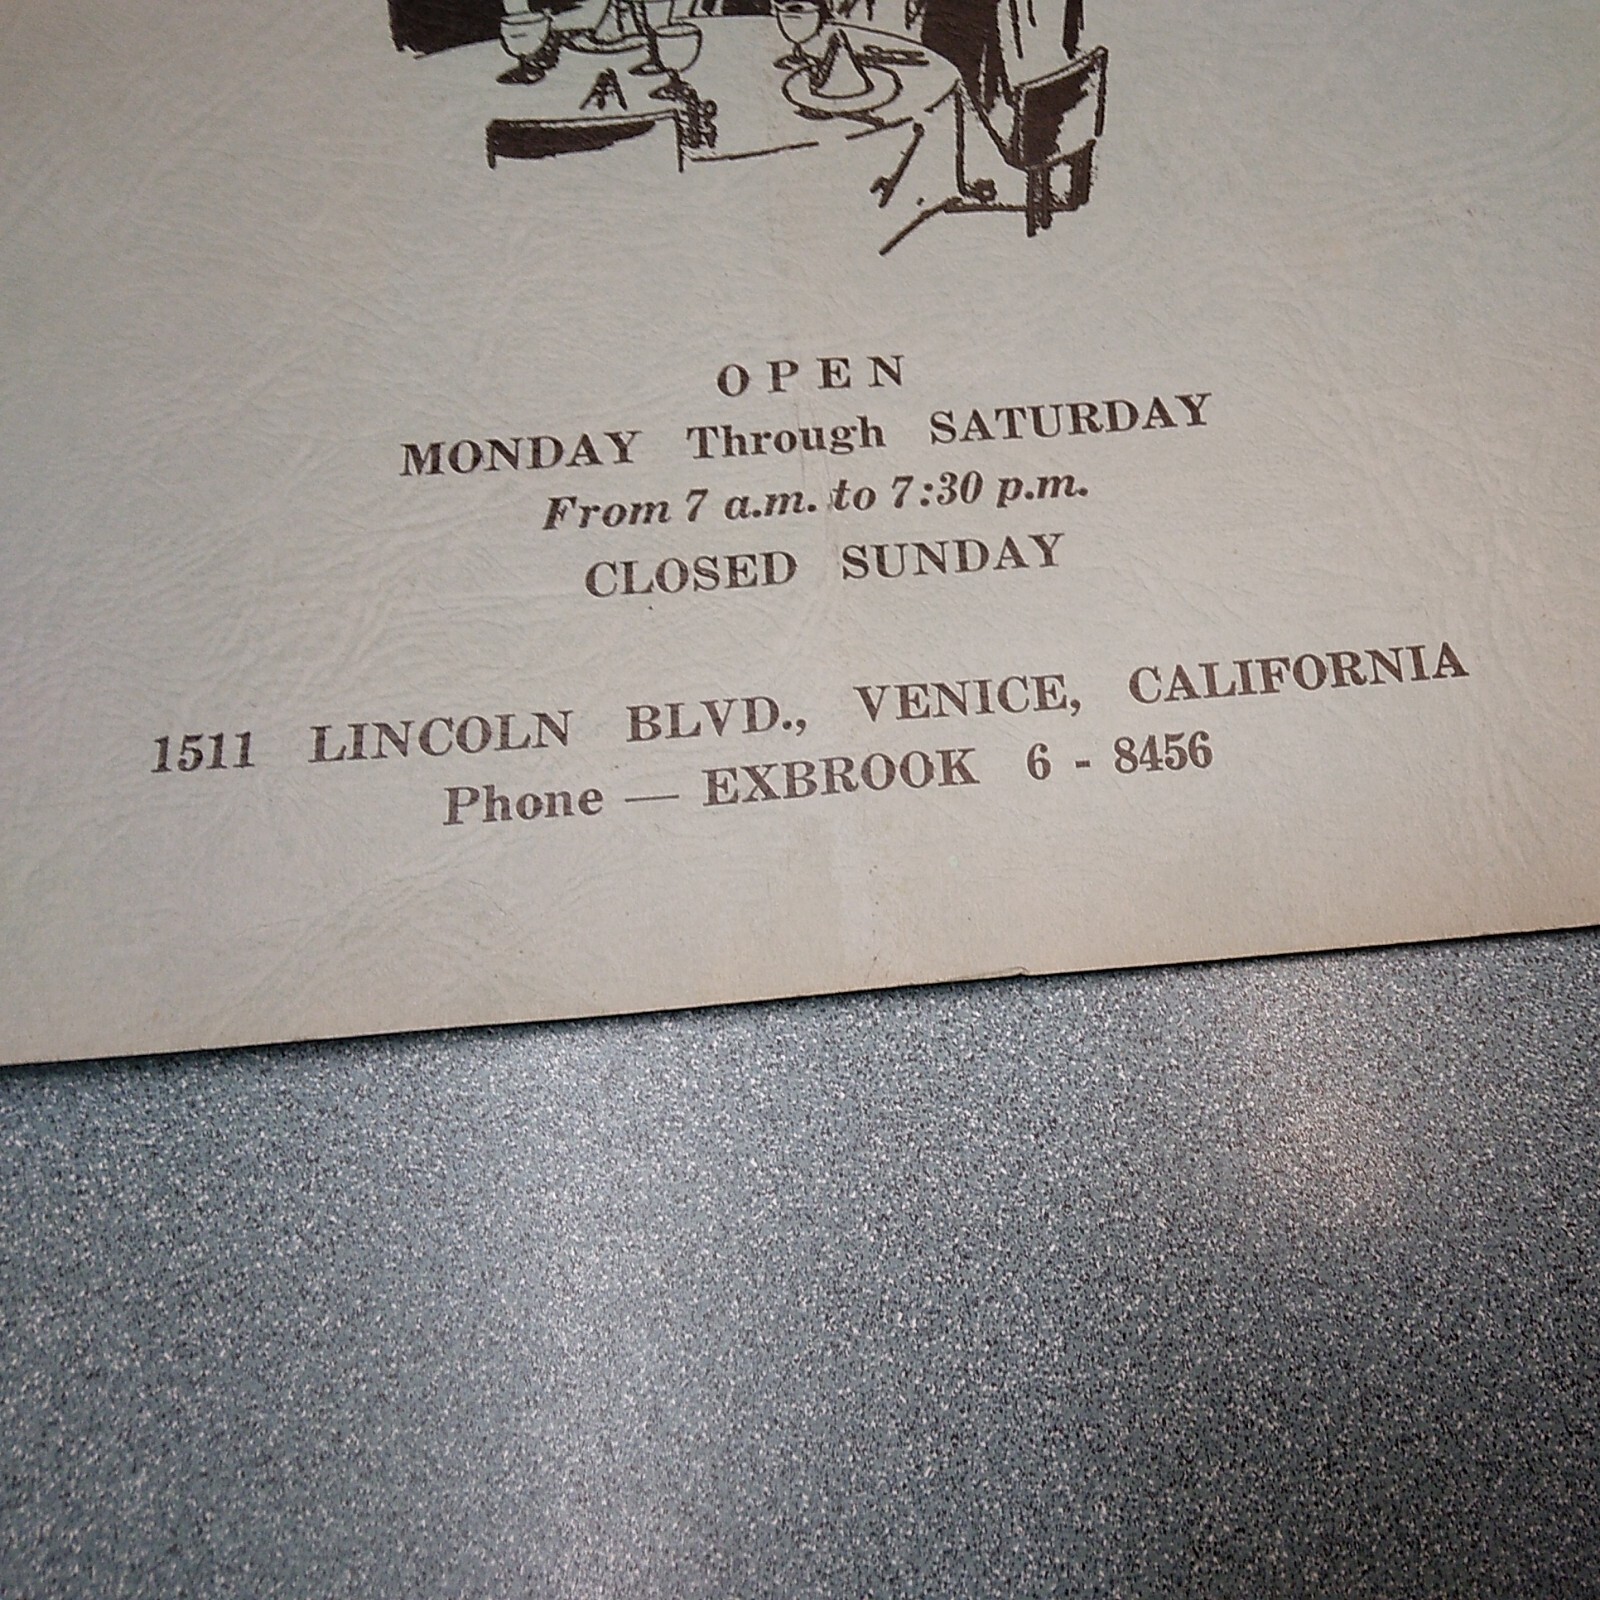 OPEN
MONDAY Through SATURDAY
From 7 a.m. to 7:30 p.m.
CLOSED SUNDAY
1511 LINCOLN BLVD., VENICE, CALIFORNIA
Phone — EXBROOK 6 - 8456